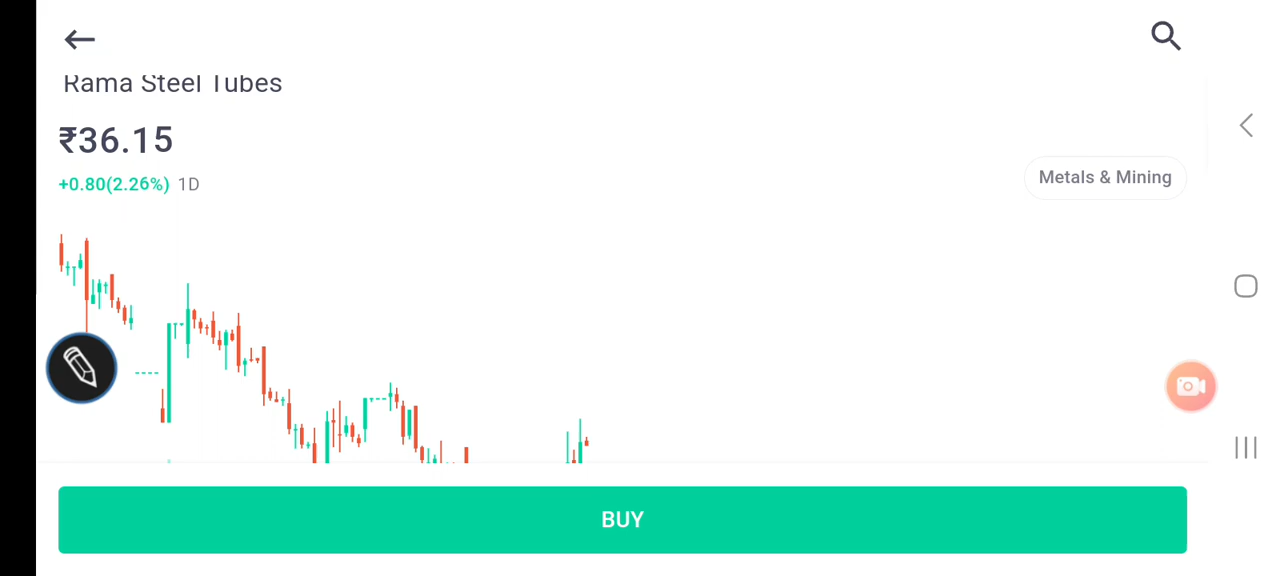 Rama Steel Tubes
₹36.15
+0.80(2.26%) 1D
Metals & Mining
BUY